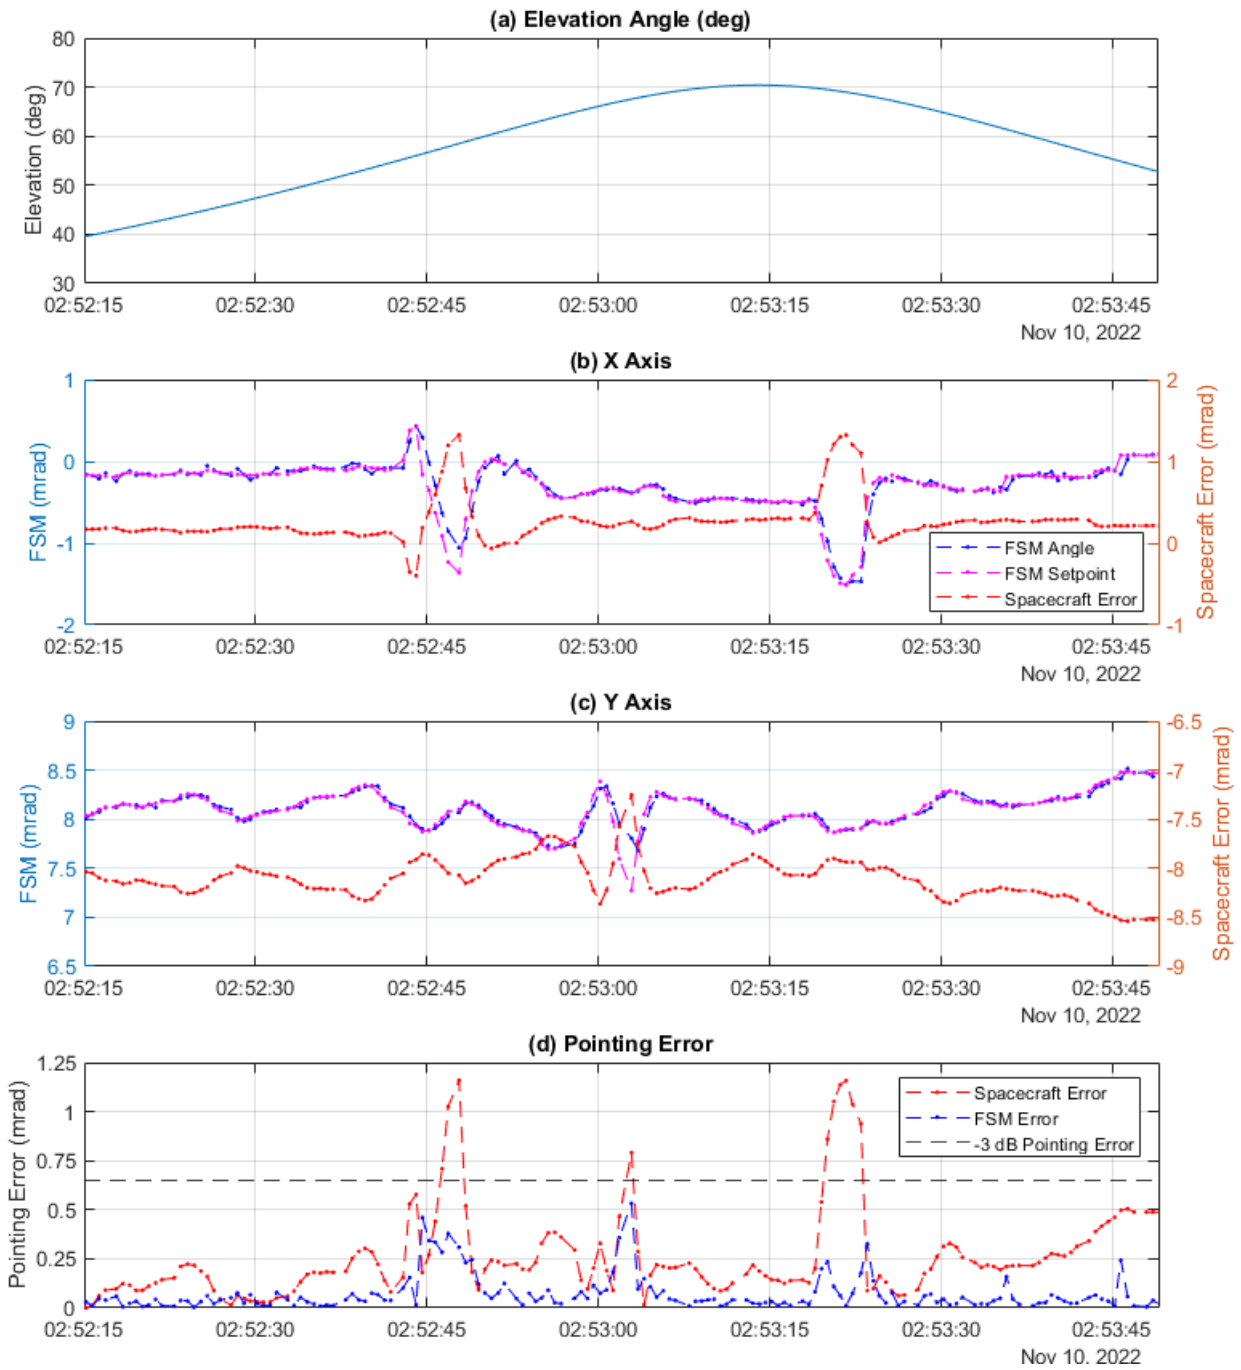 (a) Elevation Angle (deg)
80
70
60
50
40
30
Elevation (deg)
02:52:15 02:52:30 02:52:45 02:53:00 02:53:15 02:53:30 02:53:45
Nov 10, 2022
(b) X Axis
1
0
-1
-2
FSM (mrad)
2
1
0
-1
Spacecraft Error (mrad)
FSM Angle
FSM Setpoint
Spacecraft Error
02:52:15 02:52:30 02:52:45 02:53:00 02:53:15 02:53:30 02:53:45
Nov 10, 2022
(c) Y Axis
9
8.5
8
7.5
7
6.5
FSM (mrad)
-6.5
-7
-7.5
-8
-8.5
-9
Spacecraft Error (mrad)
02:52:15 02:52:30 02:52:45 02:53:00 02:53:15 02:53:30 02:53:45
Nov 10, 2022
(d) Pointing Error
1.25
1
0.75
0.5
0.25
0
Pointing Error (mrad)
Spacecraft Error
FSM Error
-3 dB Pointing Error
02:52:15 02:52:30 02:52:45 02:53:00 02:53:15 02:53:30 02:53:45
Nov 10, 2022